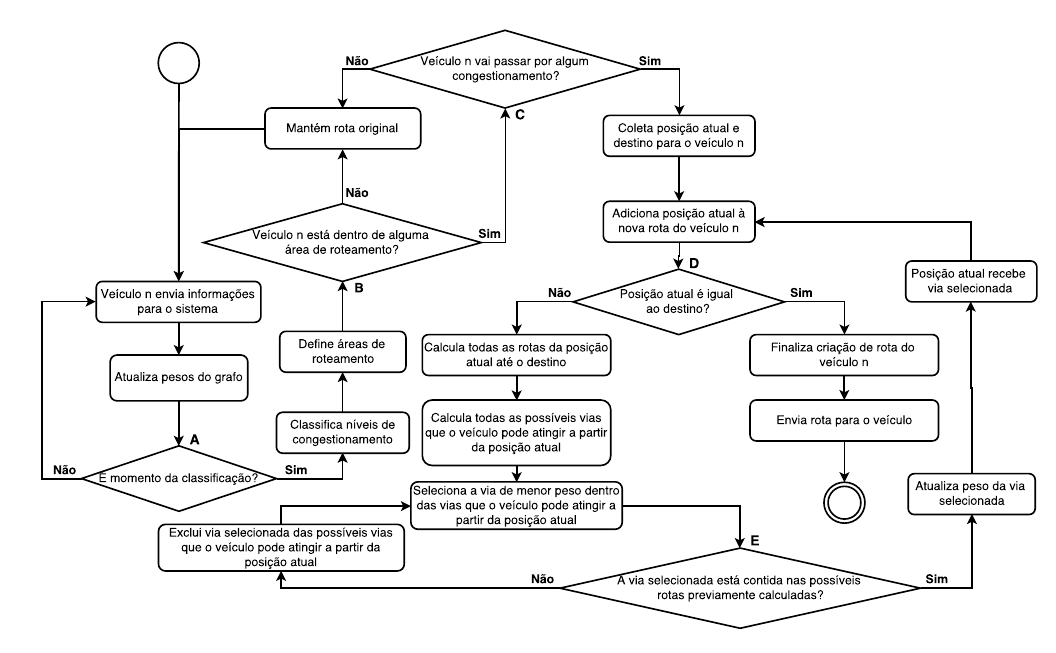 Não
Veículo n vai passar por algum
congestionamento?
Sim
C
Mantém rota original
Coleta posição atual e
destino para o veículo n
Não
Veículo n está dentro de alguma
área de roteamento?
Sim
B
Adiciona posição atual à
nova rota do veículo n
D
Não
Posição atual é igual
ao destino?
Sim
Posição atual recebe
via selecionada
Veículo n envia informações
para o sistema
Define áreas de
roteamento
Calcula todas as rotas da posição
atual até o destino
Finaliza criação de rota do
veículo n
Atualiza pesos do grafo
Classifica níveis de
congestionamento
Calcula todas as possíveis vias
que o veículo pode atingir a partir
da posição atual
Envia rota para o veículo
A
Não
É momento da classificação?
Sim
Seleciona a via de menor peso dentro
das vias que o veículo pode atingir a
partir da posição atual
Atualiza peso da via
selecionada
Exclui via selecionada das possíveis vias
que o veículo pode atingir a partir da
posição atual
E
Não
A via selecionada está contida nas possíveis
rotas previamente calculadas?
Sim